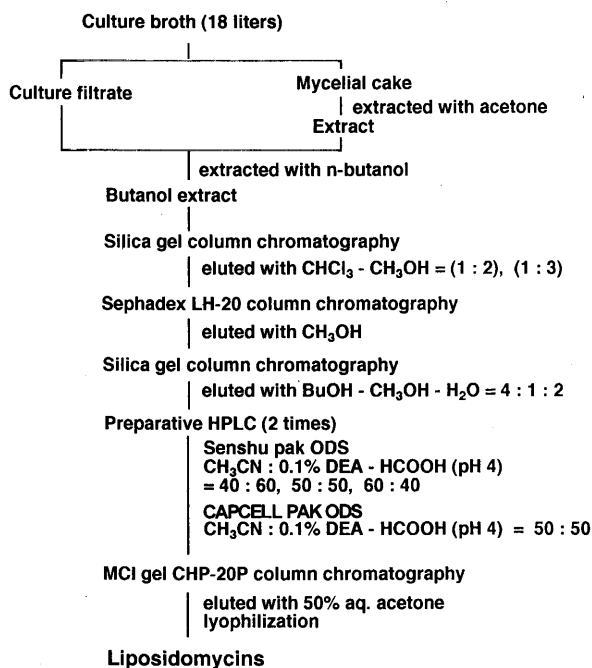 Culture broth (18 liters)
Culture filtrate
Mycelial cake
extracted with acetone
Extract
extracted with n-butanol
Butanol extract
Silica gel column chromatography
eluted with CHCl₃ - CH₃OH = (1 : 2), (1 : 3)
Sephadex LH-20 column chromatography
eluted with CH₃OH
Silica gel column chromatography
eluted with BuOH - CH₃OH - H₂O = 4 : 1 : 2
Preparative HPLC (2 times)
Senshu pak ODS
CH₃CN : 0.1% DEA - HCOOH (pH 4)
= 40 : 60, 50 : 50, 60 : 40
CAPCELL PAK ODS
CH₃CN : 0.1% DEA - HCOOH (pH 4) = 50 : 50
MCI gel CHP-20P column chromatography
eluted with 50% aq. acetone
lyophilization
Liposidomycins